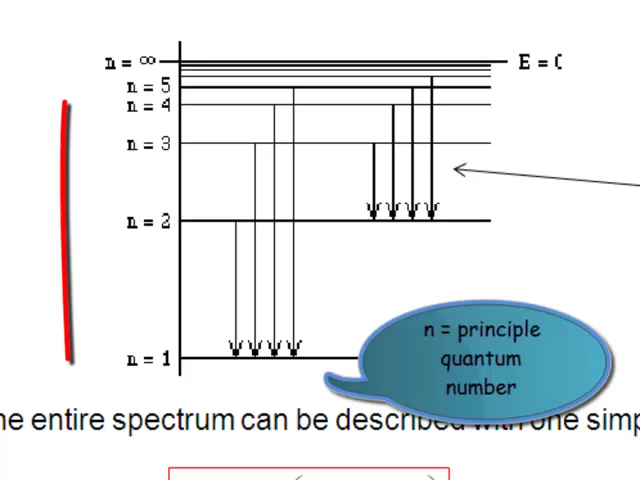 n = ∞
E = 0
n = 5
n = 4
n = 3
n = 2
n = 1
n = principle
quantum
number
entire spectrum can be described with one